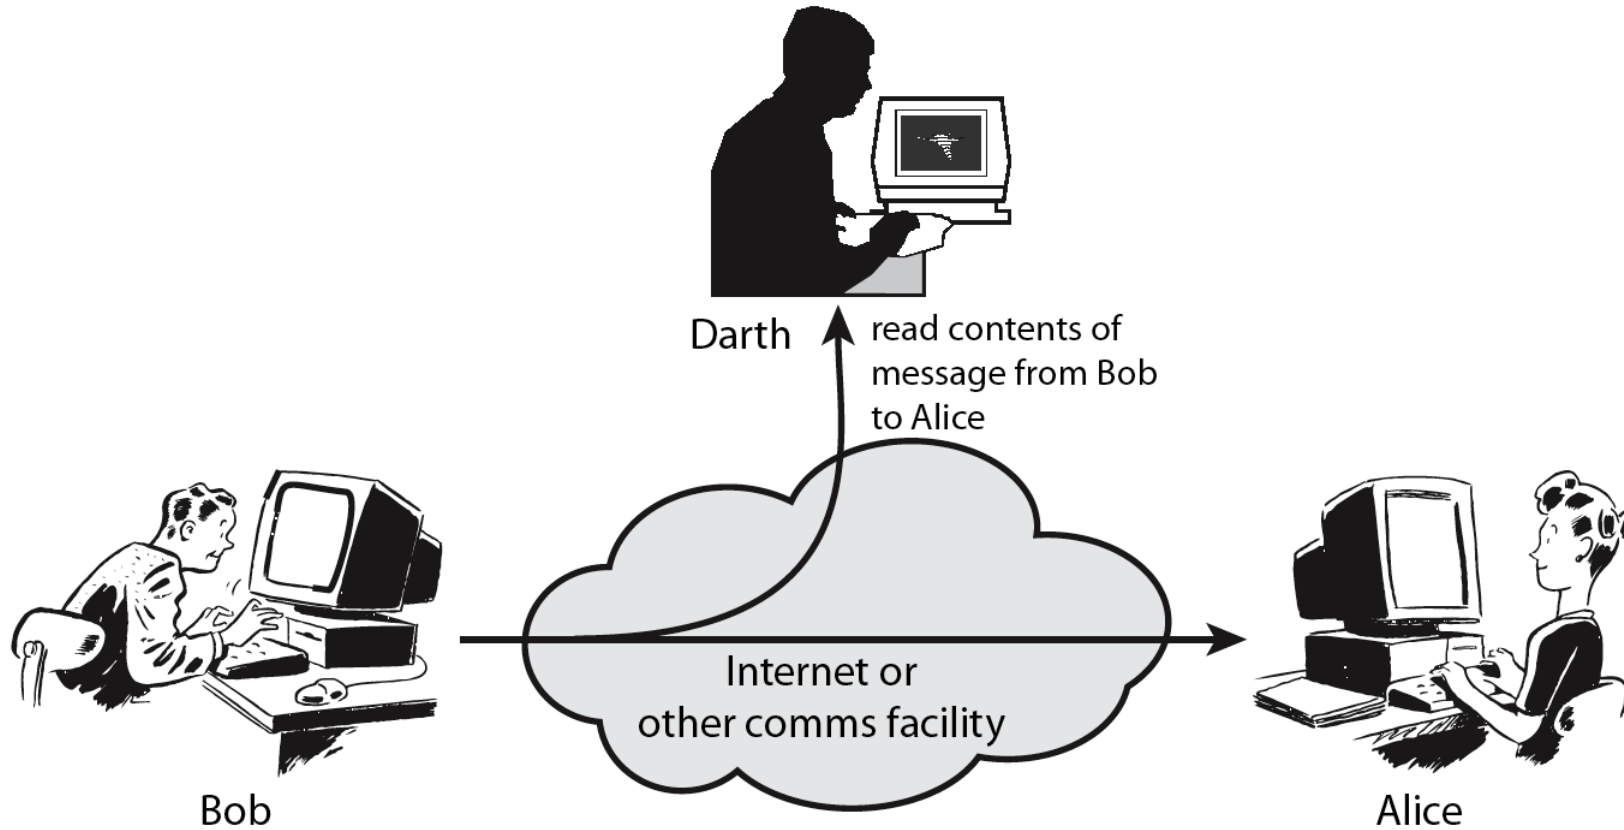 Darth
read contents of
message from Bob
to Alice
Internet or
other comms facility
Bob
Alice